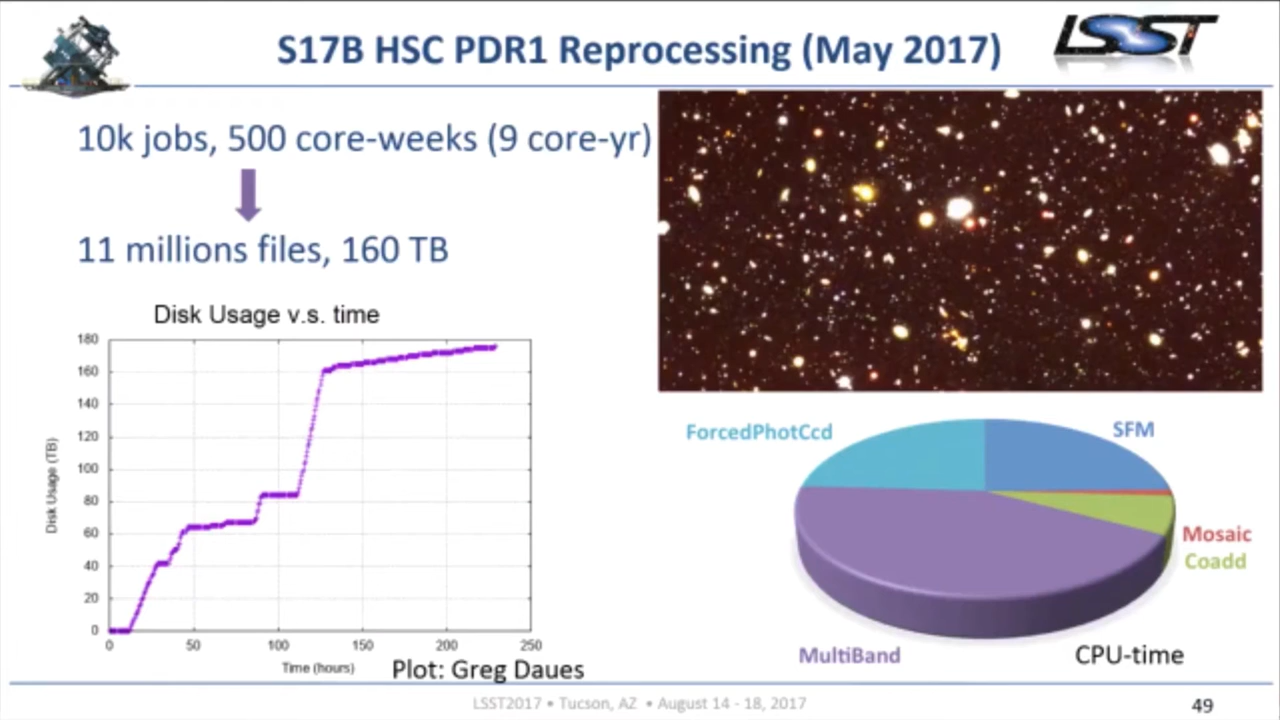 S17B HSC PDR1 Reprocessing (May 2017)
LSST
10k jobs, 500 core-weeks (9 core-yr)
11 millions files, 160 TB
Disk Usage v.s. time
180
160
140
120
100
80
60
40
20
0
Disk Usage (TB)
0 50 100 150 200 250
Time (hours)
Plot: Greg Daues
ForcedPhotCcd
SFM
Mosaic
Coadd
MultiBand
CPU-time
LSST2017 • Tucson, AZ • August 14 - 18, 2017
49